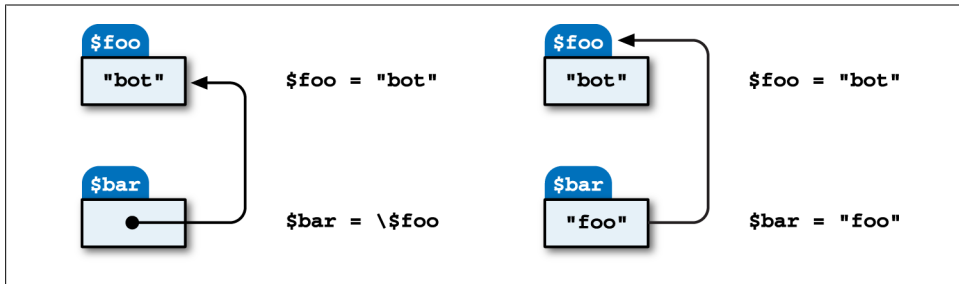 $foo
"bot"
$foo = "bot"
$bar
$bar = \$foo
$foo
"bot"
$foo = "bot"
$bar
"foo"
$bar = "foo"